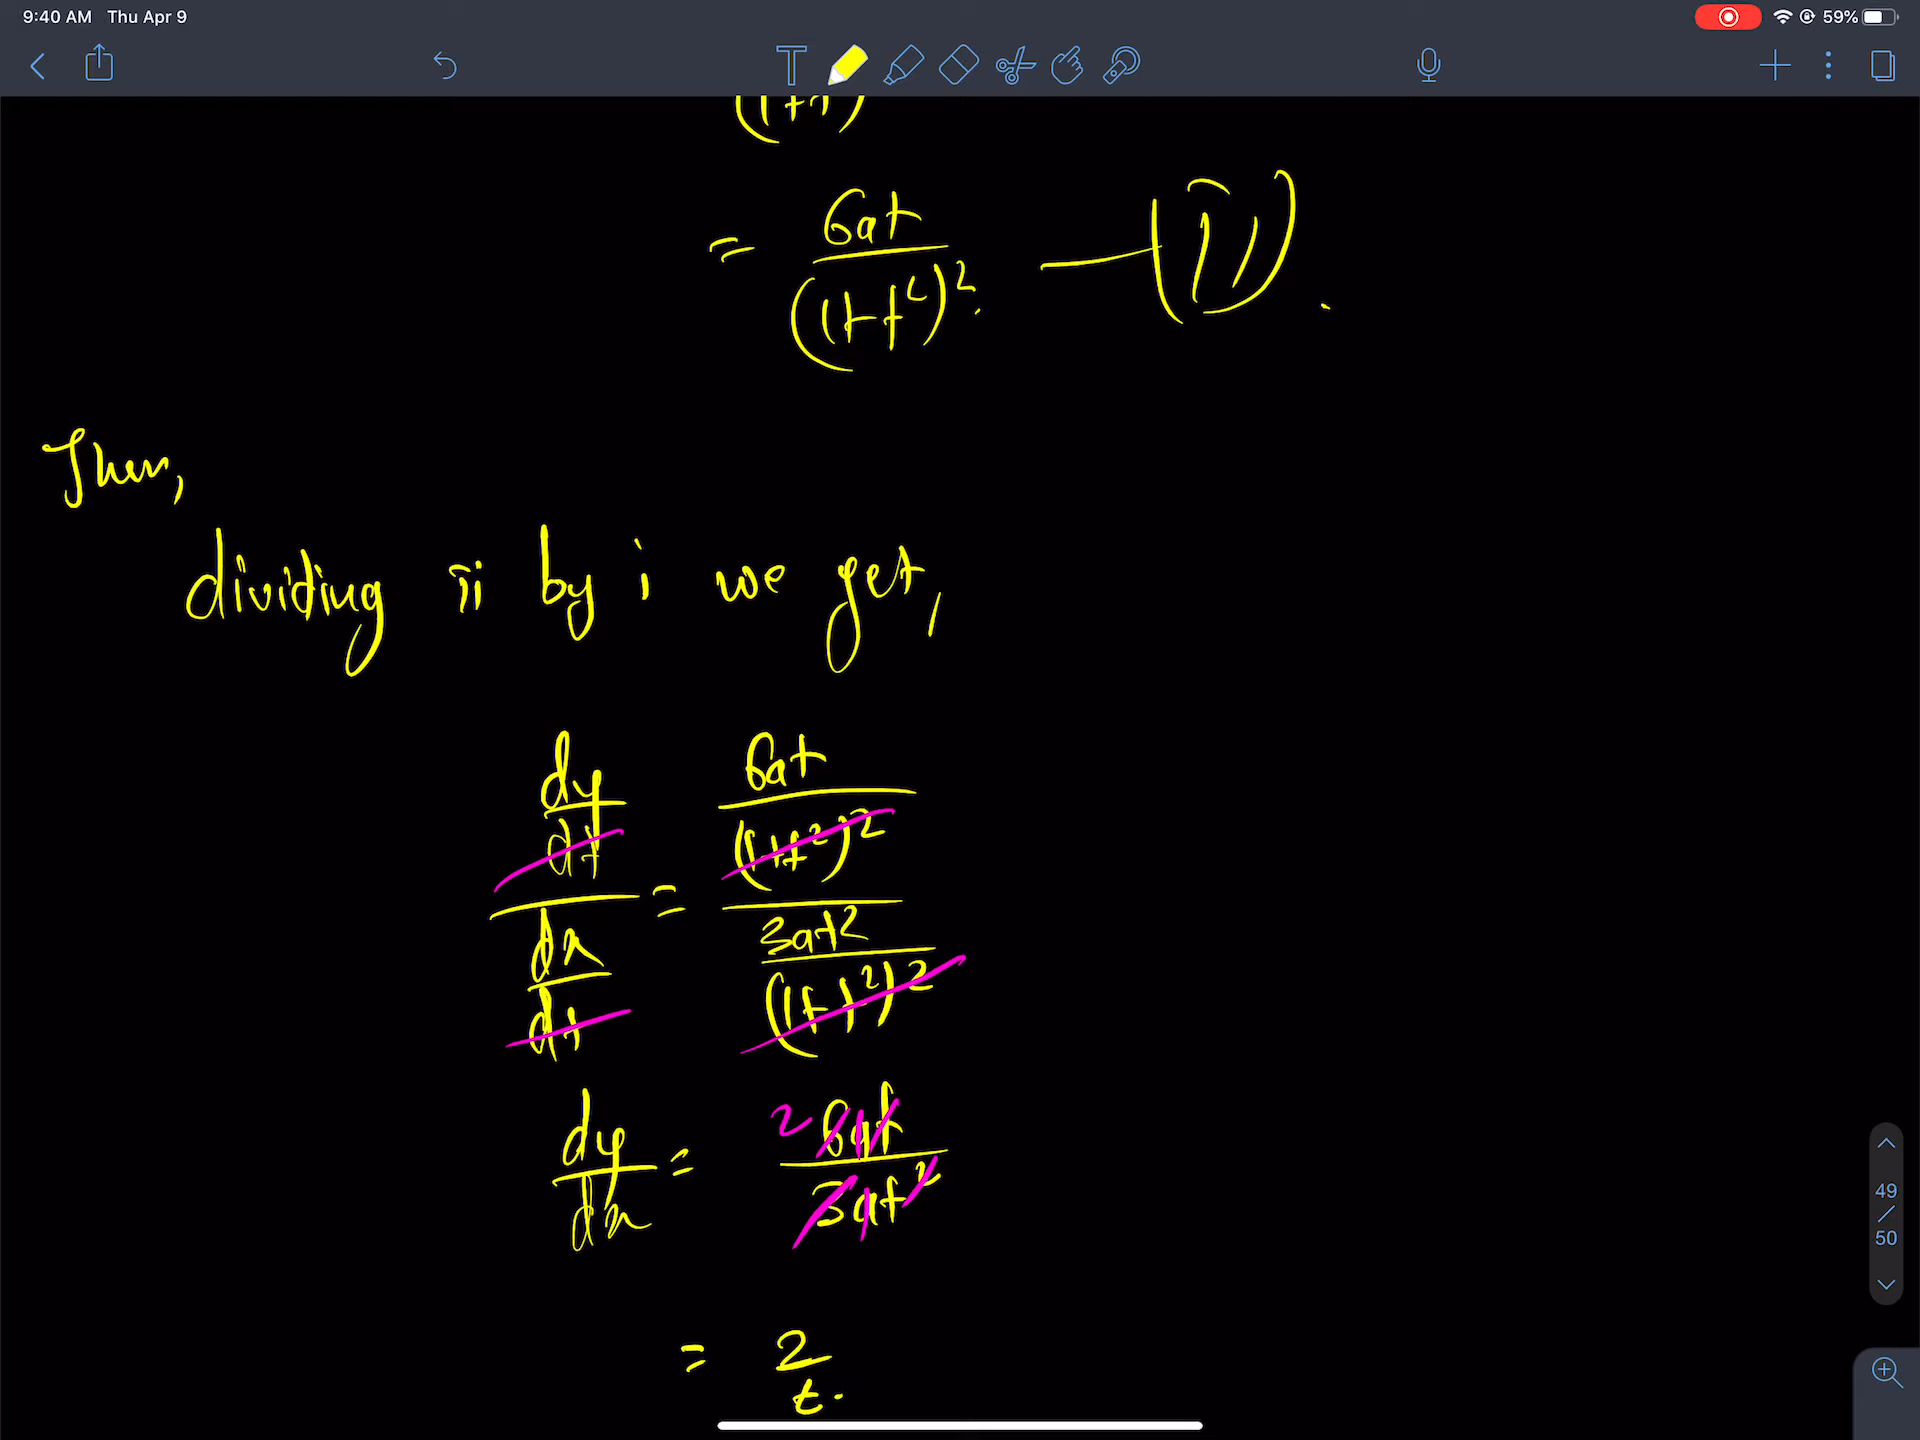 9:40 AM Thu Apr 9
59%
T
= 6at / (1+t²)² — (ii).
Then,
dividing ii by i we get,
dy/dt / dx/dt = 6at/(1+t²)² / 3at²/(1+t²)²
dy/dx = 2 6at / 3at²
= 2/t.
49
/
50